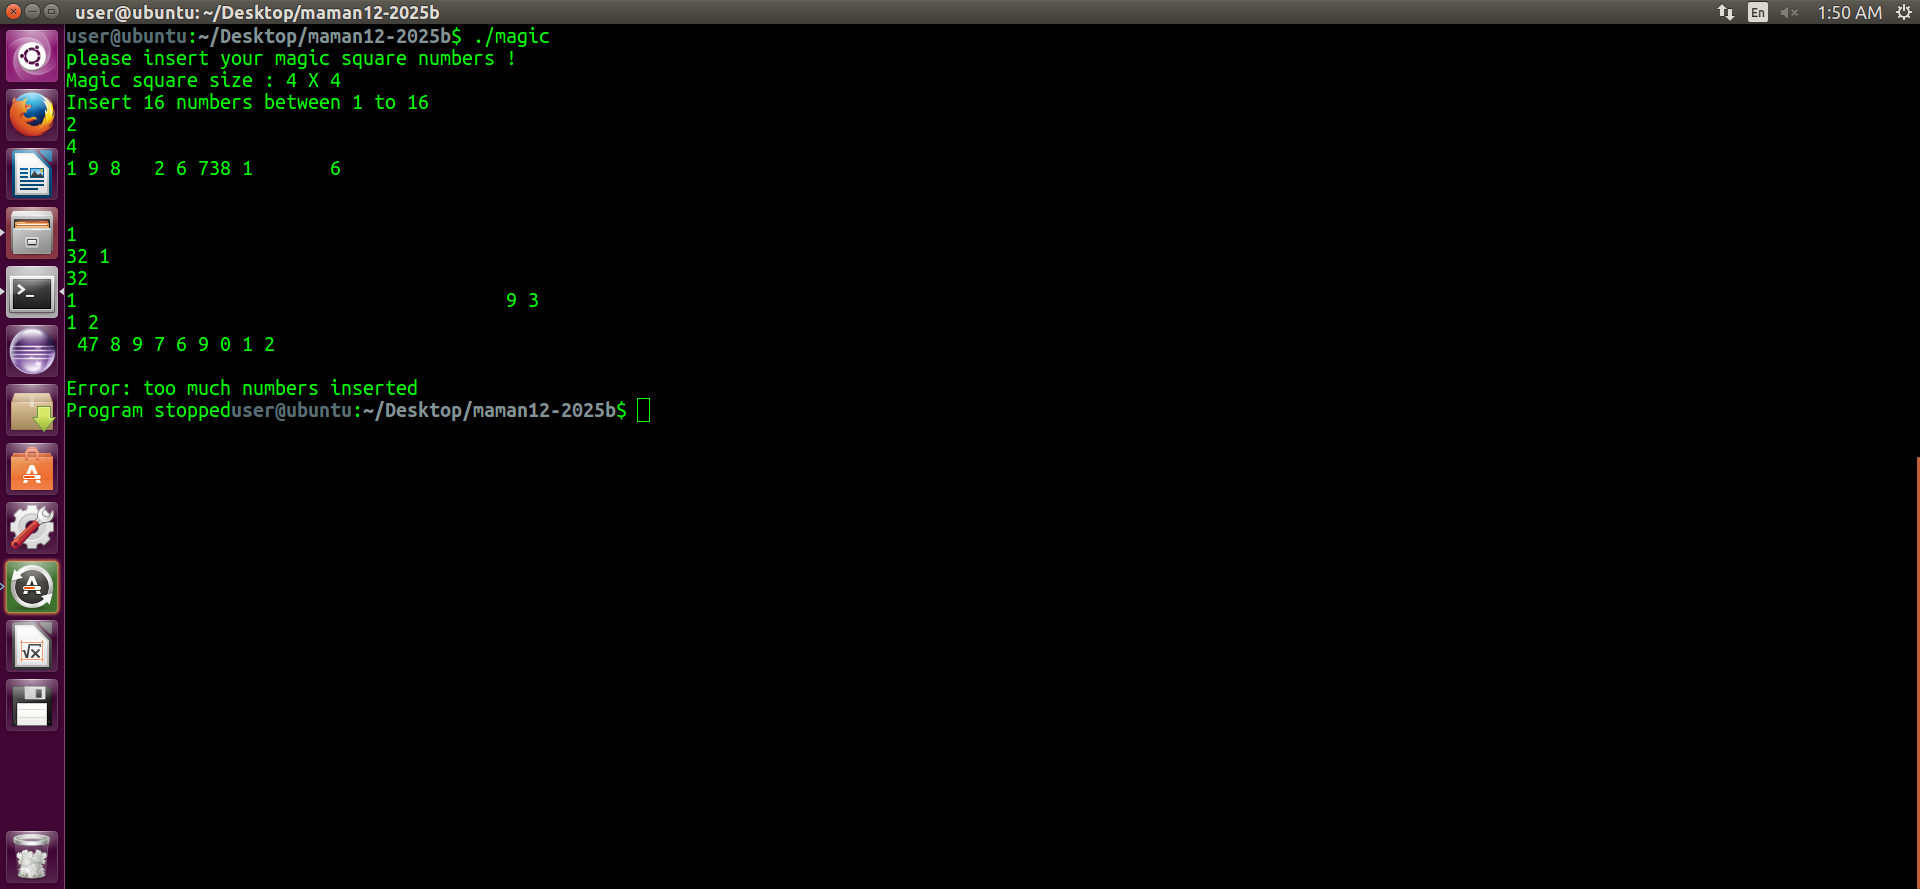 user@ubuntu: ~/Desktop/maman12-2025b
En
1:50 AM
user@ubuntu:~/Desktop/maman12-2025b$ ./magic
please insert your magic square numbers !
Magic square size : 4 X 4
Insert 16 numbers between 1 to 16
2
4
1 9 8   2 6 738 1       6
1
32 1
32
1                                       9 3
1 2
 47 8 9 7 6 9 0 1 2
Error: too much numbers inserted
Program stoppeduser@ubuntu:~/Desktop/maman12-2025b$